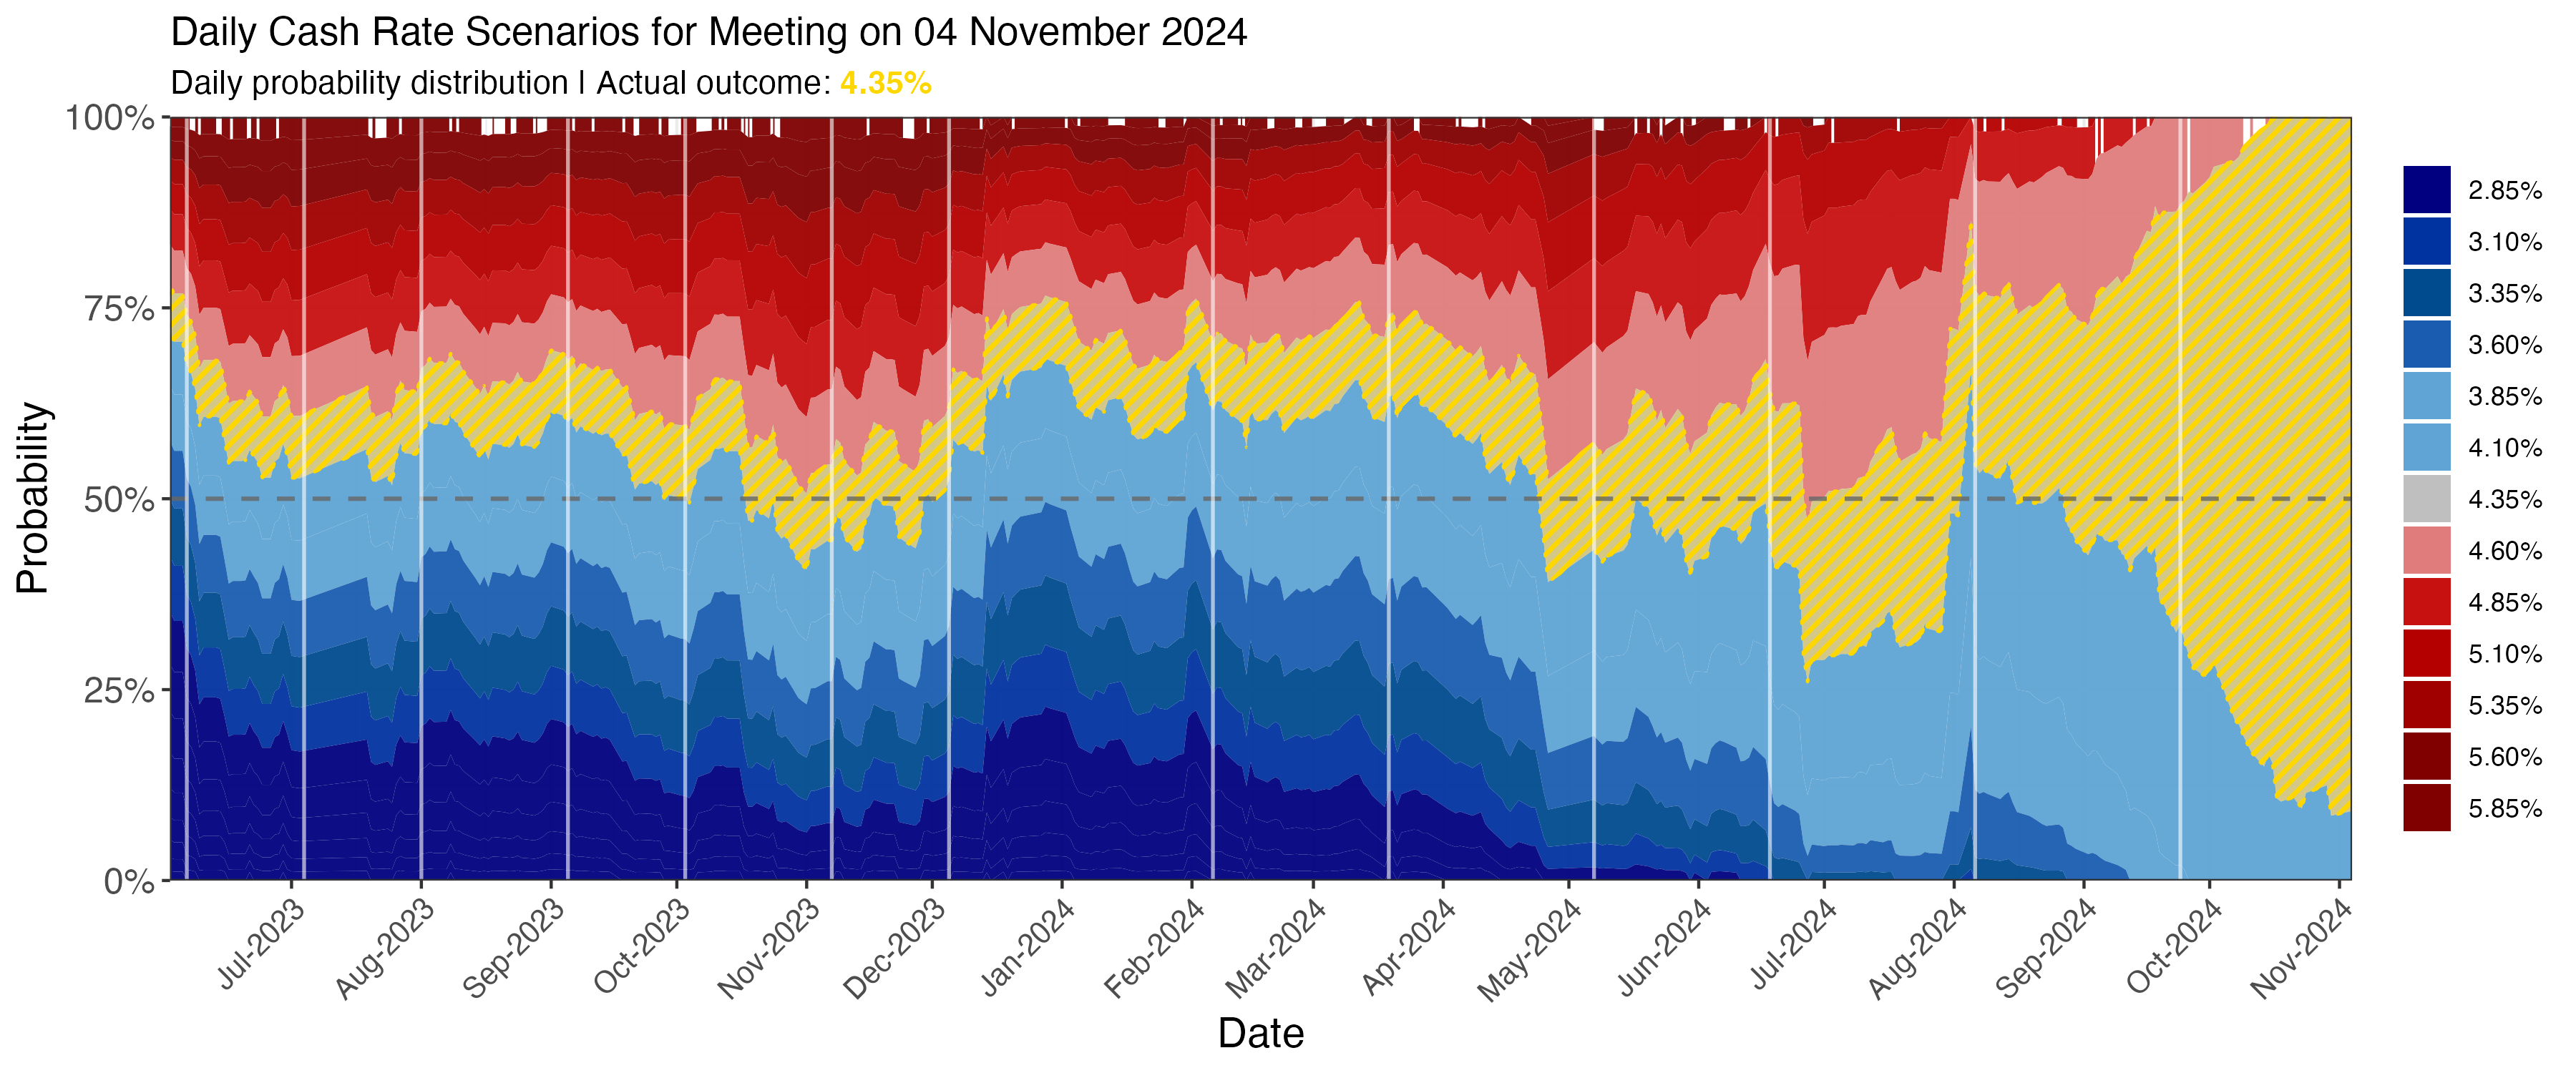 Daily Cash Rate Scenarios for Meeting on 04 November 2024
Daily probability distribution | Actual outcome: 4.35%
Probability
100%
75%
50%
25%
0%
Jul-2023
Aug-2023
Sep-2023
Oct-2023
Nov-2023
Dec-2023
Jan-2024
Feb-2024
Mar-2024
Apr-2024
May-2024
Jun-2024
Jul-2024
Aug-2024
Sep-2024
Oct-2024
Nov-2024
Date
2.85%
3.10%
3.35%
3.60%
3.85%
4.10%
4.35%
4.60%
4.85%
5.10%
5.35%
5.60%
5.85%